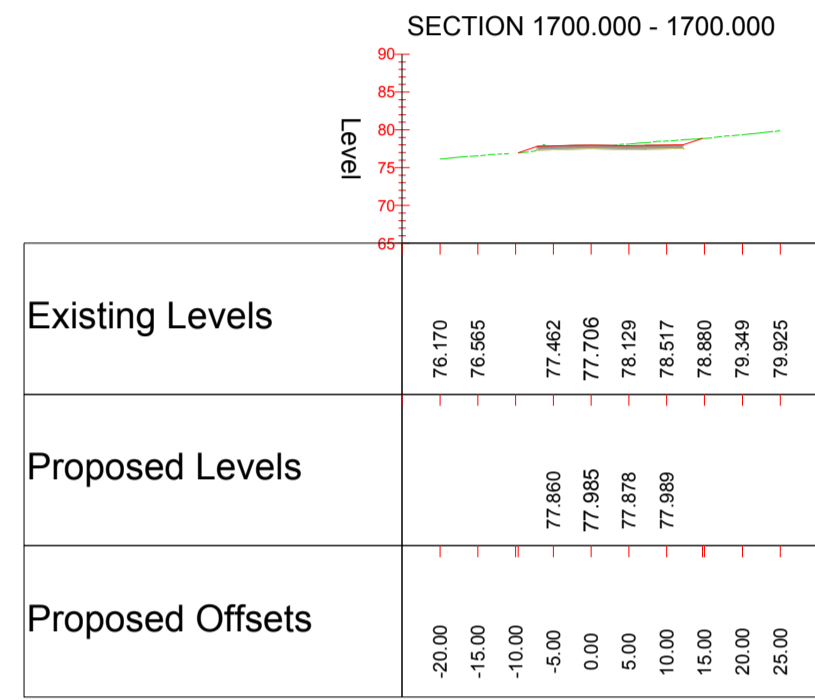 SECTION 1700.000 - 1700.000
90
85
80
75
70
65
Level
Existing Levels
76.170 76.565 77.462 77.706 78.129 78.517 78.880 79.349 79.925
Proposed Levels
77.860 77.985 77.878 77.989
Proposed Offsets
-20.00 -15.00 -10.00 -5.00 0.00 5.00 10.00 15.00 20.00 25.00